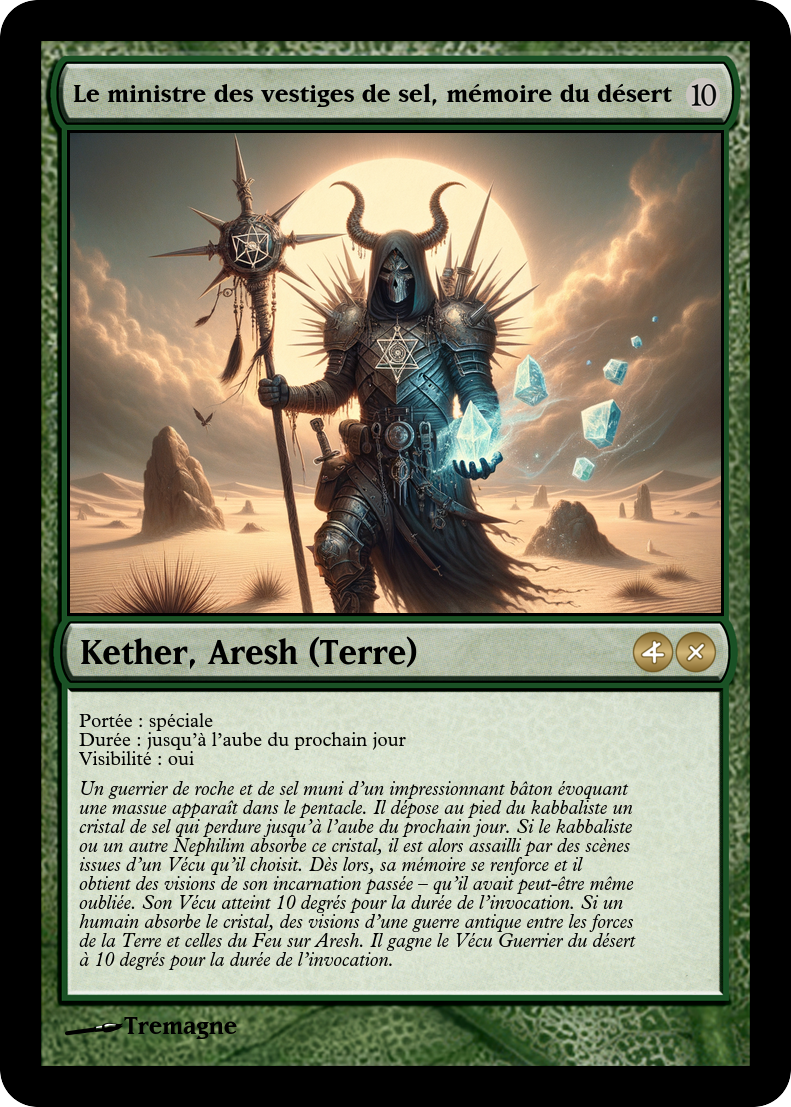 Le ministre des vestiges de sel, mémoire du désert 10
Kether, Aresh (Terre)
Portée : spéciale
Durée : jusqu’à l’aube du prochain jour
Visibilité : oui
Un guerrier de roche et de sel muni d’un impressionnant bâton évoquant
une massue apparaît dans le pentacle. Il dépose au pied du kabbaliste un
cristal de sel qui perdure jusqu’à l’aube du prochain jour. Si le kabbaliste
ou un autre Nephilim absorbe ce cristal, il est alors assailli par des scènes
issues d’un Vécu qu’il choisit. Dès lors, sa mémoire se renforce et il
obtient des visions de son incarnation passée – qu’il avait peut-être même
oubliée. Son Vécu atteint 10 degrés pour la durée de l’invocation. Si un
humain absorbe le cristal, des visions d’une guerre antique entre les forces
de la Terre et celles du Feu sur Aresh. Il gagne le Vécu Guerrier du désert
à 10 degrés pour la durée de l’invocation.
Tremagne